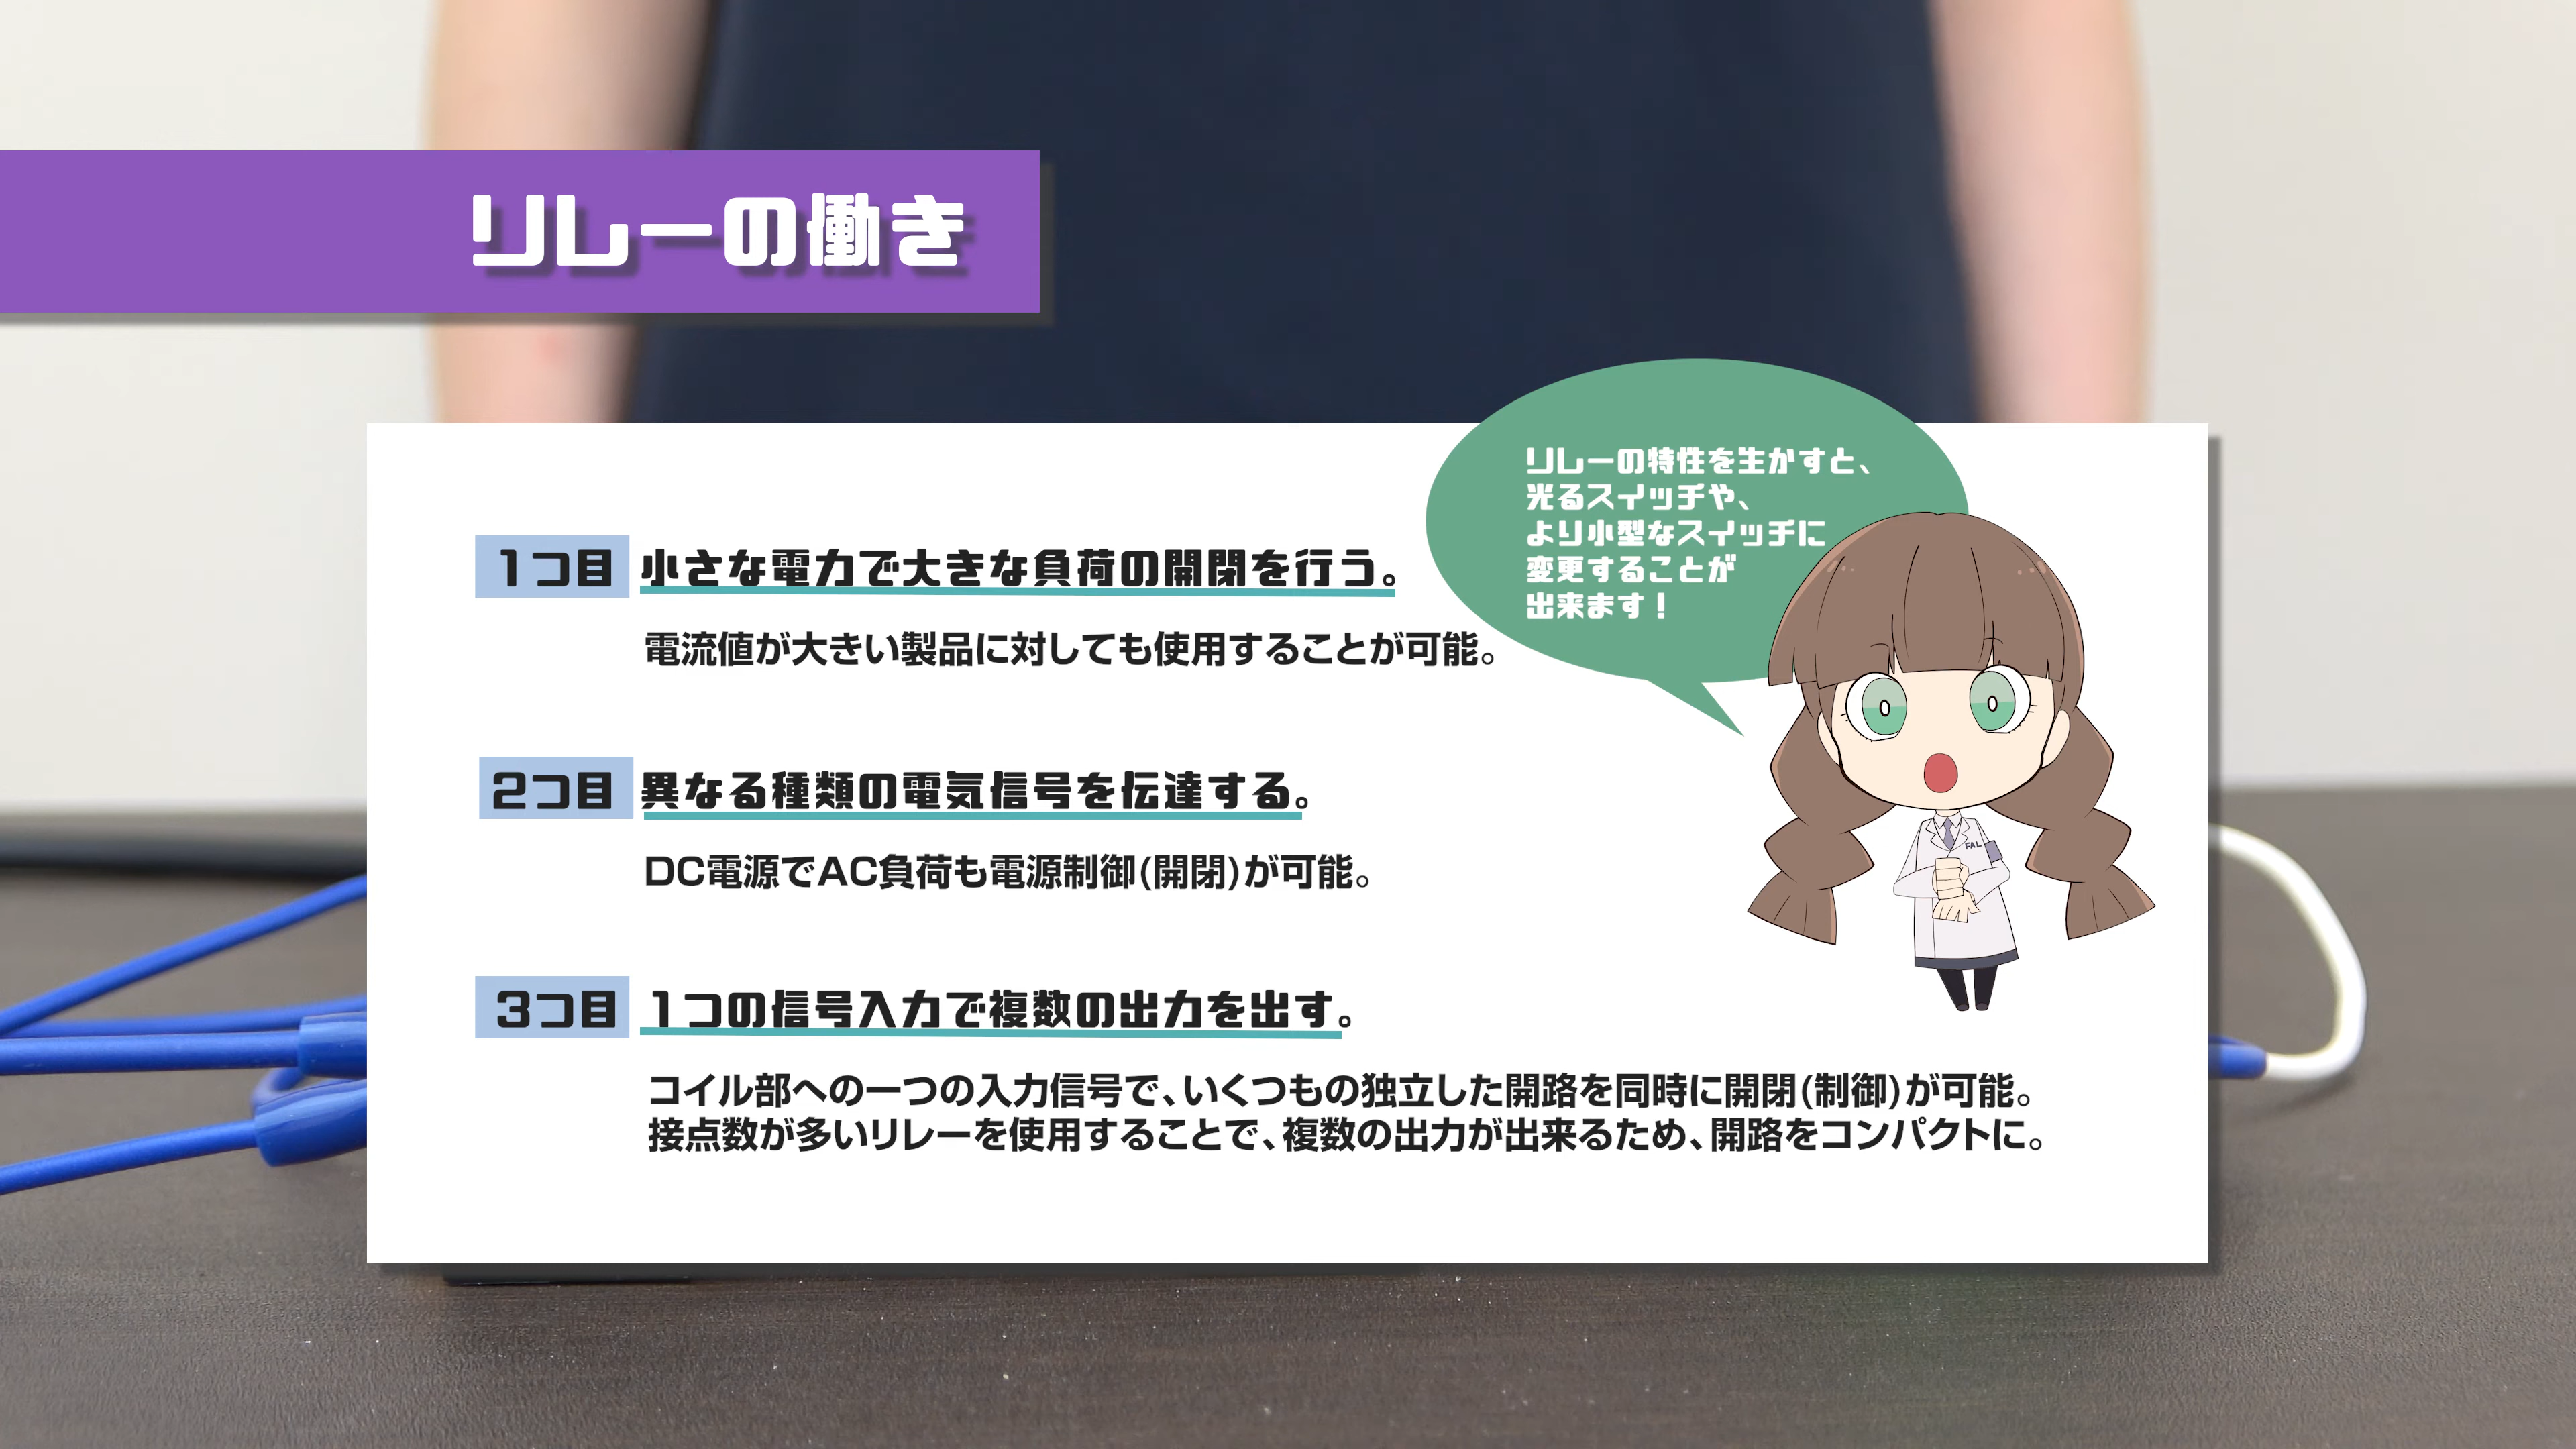 リレーの働き
リレーの特性を生かすと、
光るスイッチや、
より小型なスイッチに
変更することが
出来ます！
1つ目 小さな電力で大きな負荷の開閉を行う。
電流値が大きい製品に対しても使用することが可能。
2つ目 異なる種類の電気信号を伝達する。
DC電源でAC負荷も電源制御(開閉)が可能。
3つ目 1つの信号入力で複数の出力を出す。
コイル部への一つの入力信号で、いくつもの独立した開路を同時に開閉(制御)が可能。
接点数が多いリレーを使用することで、複数の出力が出来るため、開路をコンパクトに。
FAL